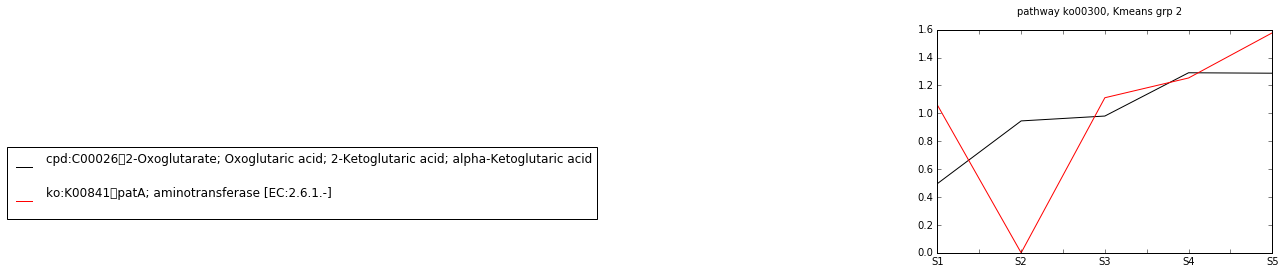 pathway ko00300, Kmeans grp 2
1.6
1.4
1.2
1.0
0.8
0.6
0.4
0.2
0.0
S1 S2 S3 S4 S5
cpd:C00026▯2-Oxoglutarate; Oxoglutaric acid; 2-Ketoglutaric acid; alpha-Ketoglutaric acid
ko:K00841▯patA; aminotransferase [EC:2.6.1.-]